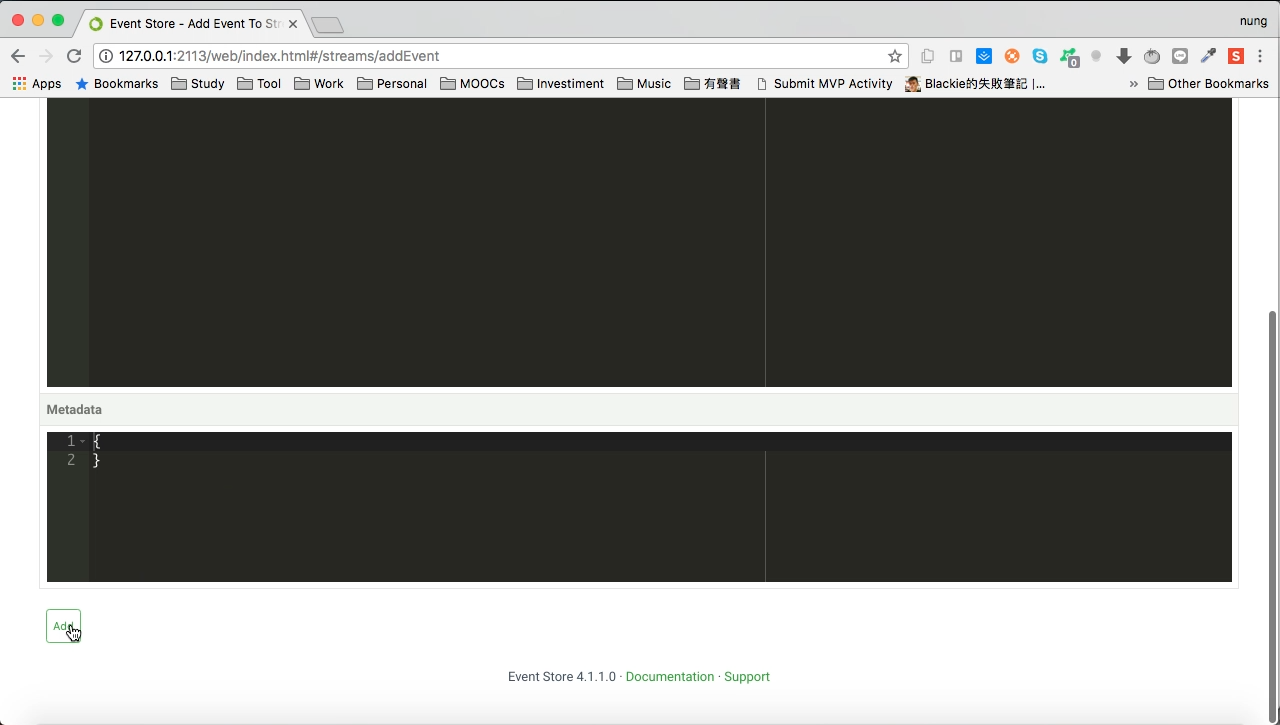 Event Store - Add Event To Str
nung
127.0.0.1:2113/web/index.html#/streams/addEvent
0
S
Apps Bookmarks Study Tool Work Personal MOOCs Investiment Music 有聲書 Submit MVP Activity Blackie的失敗筆記 |... » Other Bookmarks
Metadata
1 {
2 }
Add
Event Store 4.1.1.0 · Documentation · Support